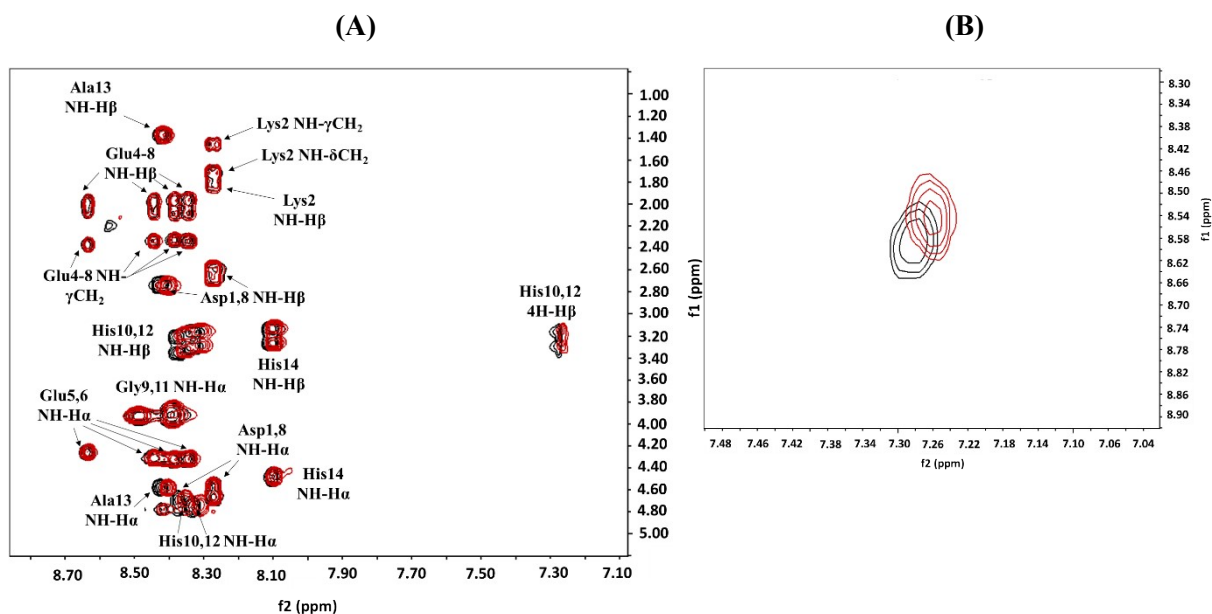 (A)
(B)
Ala13
NH-Hβ
Lys2 NH-γCH2
Lys2 NH-δCH2
Glu4-8
NH-Hβ
Lys2
NH-Hβ
Glu4-8 NH-
γCH2
Asp1,8 NH-Hβ
His10,12
4H-Hβ
His10,12
NH-Hβ
His14
NH-Hβ
Gly9,11 NH-Hα
Glu5,6
NH-Hα
Asp1,8
NH-Hα
His14
NH-Hα
Ala13
NH-Hα
His10,12 NH-Hα
1.00
1.40
1.60
1.80
2.00
2.40
2.60
2.80
3.20
3.40
3.60
3.80
4.00
4.20
4.40
4.60
4.80
5.00
8.70
8.50
8.30
8.10
7.90
7.70
7.50
7.30
7.10
f2 (ppm)
f1 (ppm)
8.30
8.34
8.38
8.42
8.46
8.50
8.54
8.58
8.62
8.66
8.70
8.74
8.78
8.82
8.86
8.90
f1 (ppm)
7.48
7.46
7.42
7.38
7.34
7.30
7.26
7.22
7.18
7.14
7.10
7.06
7.04
f2 (ppm)